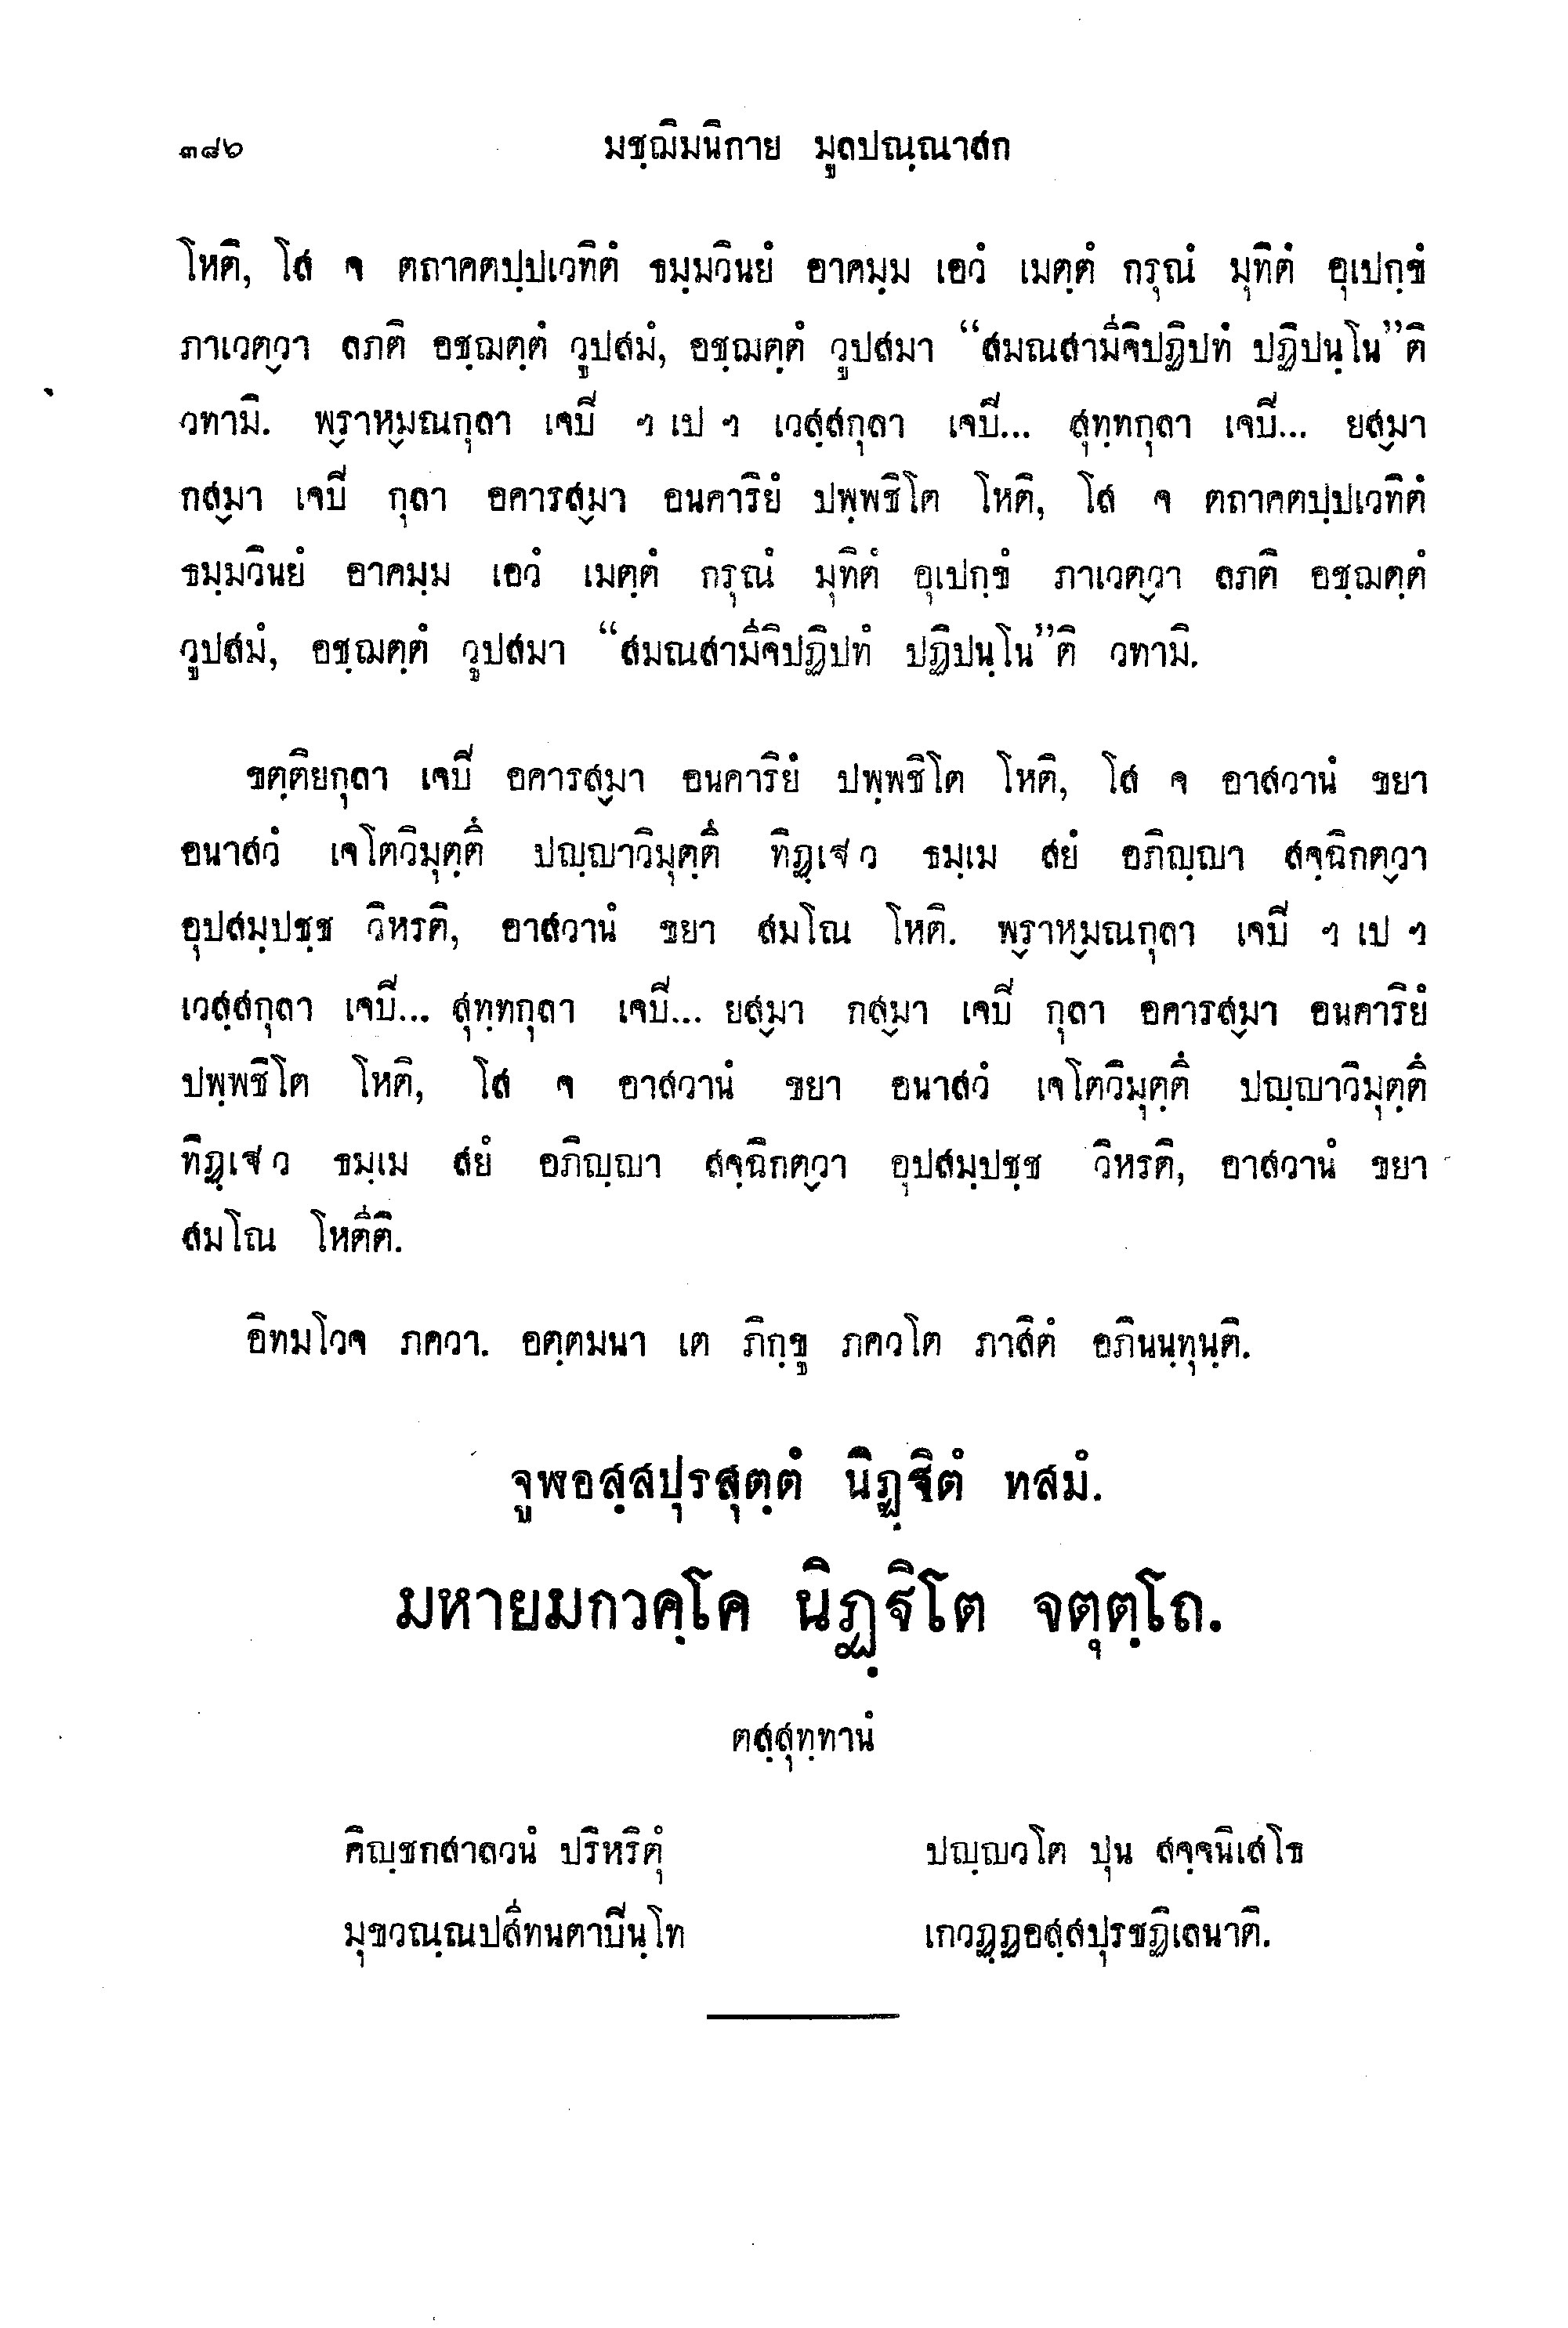 ๓๘๖ มชฺฌิมนิกาย มูลปณฺณาสก
โหติ, โส จ ตถาคตปฺปเวทิตํ ธมฺมวินยํ อาคมฺม เอวํ เมตฺตํ กรุณํ มุทิตํ อุเปกฺขํ
ภาเวตฺวา ลภติ อชฺฌตฺตํ วูปสมํ, อชฺฌตฺตํ วูปสมา “สมณสามีจิปฏิปทํ ปฏิปนฺโน”ติ
วทามิ. พฺราหฺมณกุลา เจปิ ฯ เป ฯ เวสฺสกุลา เจปิ... สุทฺทกุลา เจปิ... ยสฺมา
กสฺมา เจปิ กุลา อคารสฺมา อนคาริยํ ปพฺพชิโต โหติ, โส จ ตถาคตปฺปเวทิตํ
ธมฺมวินยํ อาคมฺม เอวํ เมตฺตํ กรุณํ มุทิตํ อุเปกฺขํ ภาเวตฺวา ลภติ อชฺฌตฺตํ
วูปสมํ, อชฺฌตฺตํ วูปสมา “สมณสามีจิปฏิปทํ ปฏิปนฺโน”ติ วทามิ.
ขตฺติยกุลา เจปิ อคารสฺมา อนคาริยํ ปพฺพชิโต โหติ, โส จ อาสวานํ ขยา
อนาสวํ เจโตวิมุตฺตึ ปญฺญาวิมุตฺตึ ทิฏฺเฐว ธมฺเม สยํ อภิญฺญา สจฺฉิกตฺวา
อุปสมฺปชฺช วิหรติ, อาสวานํ ขยา สมโณ โหติ. พฺราหฺมณกุลา เจปิ ฯ เป ฯ
เวสฺสกุลา เจปิ... สุทฺทกุลา เจปิ... ยสฺมา กสฺมา เจปิ กุลา อคารสฺมา อนคาริยํ
ปพฺพชิโต โหติ, โส จ อาสวานํ ขยา อนาสวํ เจโตวิมุตฺตึ ปญฺญาวิมุตฺตึ
ทิฏฺเฐว ธมฺเม สยํ อภิญฺญา สจฺฉิกตฺวา อุปสมฺปชฺช วิหรติ, อาสวานํ ขยา
สมโณ โหตีติ.
อิทมโวจ ภควา. อตฺตมนา เต ภิกฺขู ภควโต ภาสิตํ อภินนฺทุนฺติ.
จูฬอสฺสปุรสุตฺตํ นิฏฺฐิตํ ทสมํ.
มหายมกวคฺโค นิฏฺฐิโต จตุตฺโถ.
ตสฺสุทฺทานํ
คิญฺชกสาลวนํ ปริหริตุํ ปญฺญวโต ปุน สจฺจนิเสโธ
มุขวณฺณปสีทนตาปินฺโท เกวฏฺฏอสฺสปุรชฏิเลนาติ.